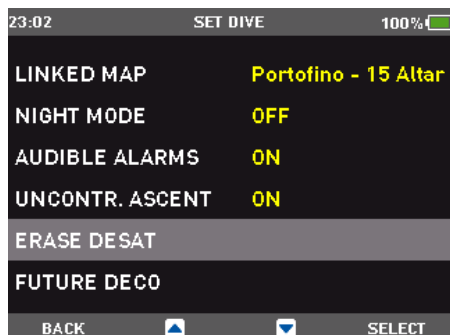 23:02 SET DIVE 100%
LINKED MAP Portofino - 15 Altar
NIGHT MODE OFF
AUDIBLE ALARMS ON
UNCONTR. ASCENT ON
ERASE DESAT
FUTURE DECO
BACK SELECT